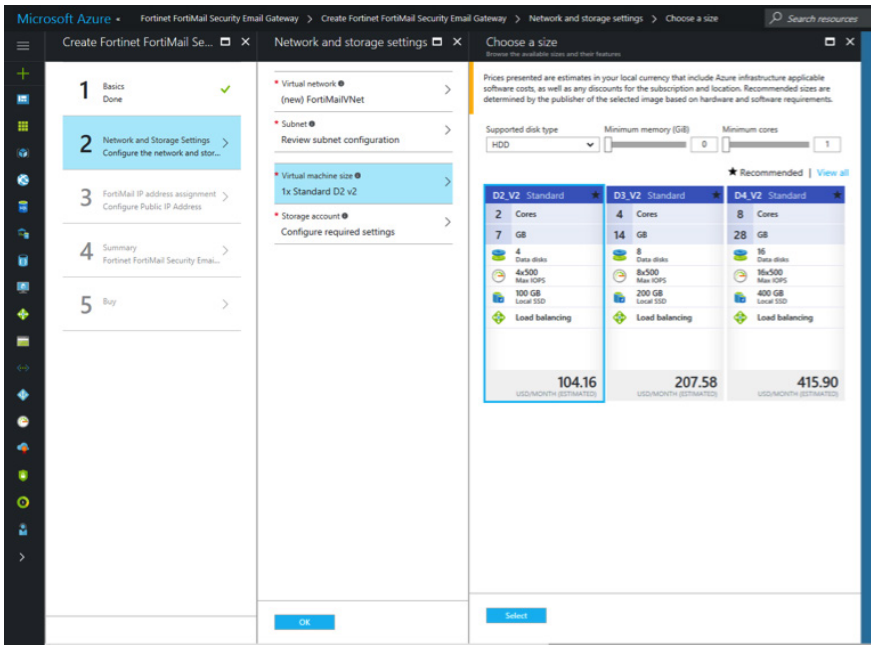 Microsoft Azure
Fortinet FortiMail Security Email Gateway > Create Fortinet FortiMail Security Email Gateway > Network and storage settings > Choose a size
Search resources
Create Fortinet FortiMail Se...
1
Basics
Done
2
Network and Storage Settings
Configure the network and stor...
3
FortiMail IP address assignment
Configure Public IP Address
4
Summary
Fortinet FortiMail Security Emai...
5
Buy
Network and storage settings
* Virtual network
(new) FortiMailVNet
* Subnet
Review subnet configuration
* Virtual machine size
1x Standard D2 v2
* Storage account
Configure required settings
OK
Choose a size
Browse the available sizes and their features
Prices presented are estimates in your local currency that include Azure infrastructure applicable
software costs, as well as any discounts for the subscription and location. Recommended sizes are
determined by the publisher of the selected image based on hardware and software requirements.
Supported disk type
HDD
Minimum memory (GiB)
0
Minimum cores
1
★ Recommended | View all
D2_V2 Standard ★
2 Cores
7 GB
4
Data disks
4x500
Max IOPS
100 GB
Local SSD
Load balancing
104.16
USD/MONTH (ESTIMATED)
D3_V2 Standard ★
4 Cores
14 GB
8
Data disks
8x500
Max IOPS
200 GB
Local SSD
Load balancing
207.58
USD/MONTH (ESTIMATED)
D4_V2 Standard ★
8 Cores
28 GB
16
Data disks
16x500
Max IOPS
400 GB
Local SSD
Load balancing
415.90
USD/MONTH (ESTIMATED)
Select